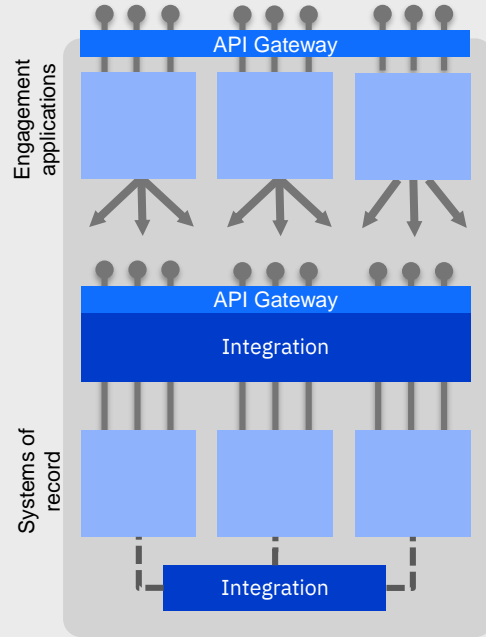 API Gateway
Engagement
applications
API Gateway
Integration
Systems of
record
Integration